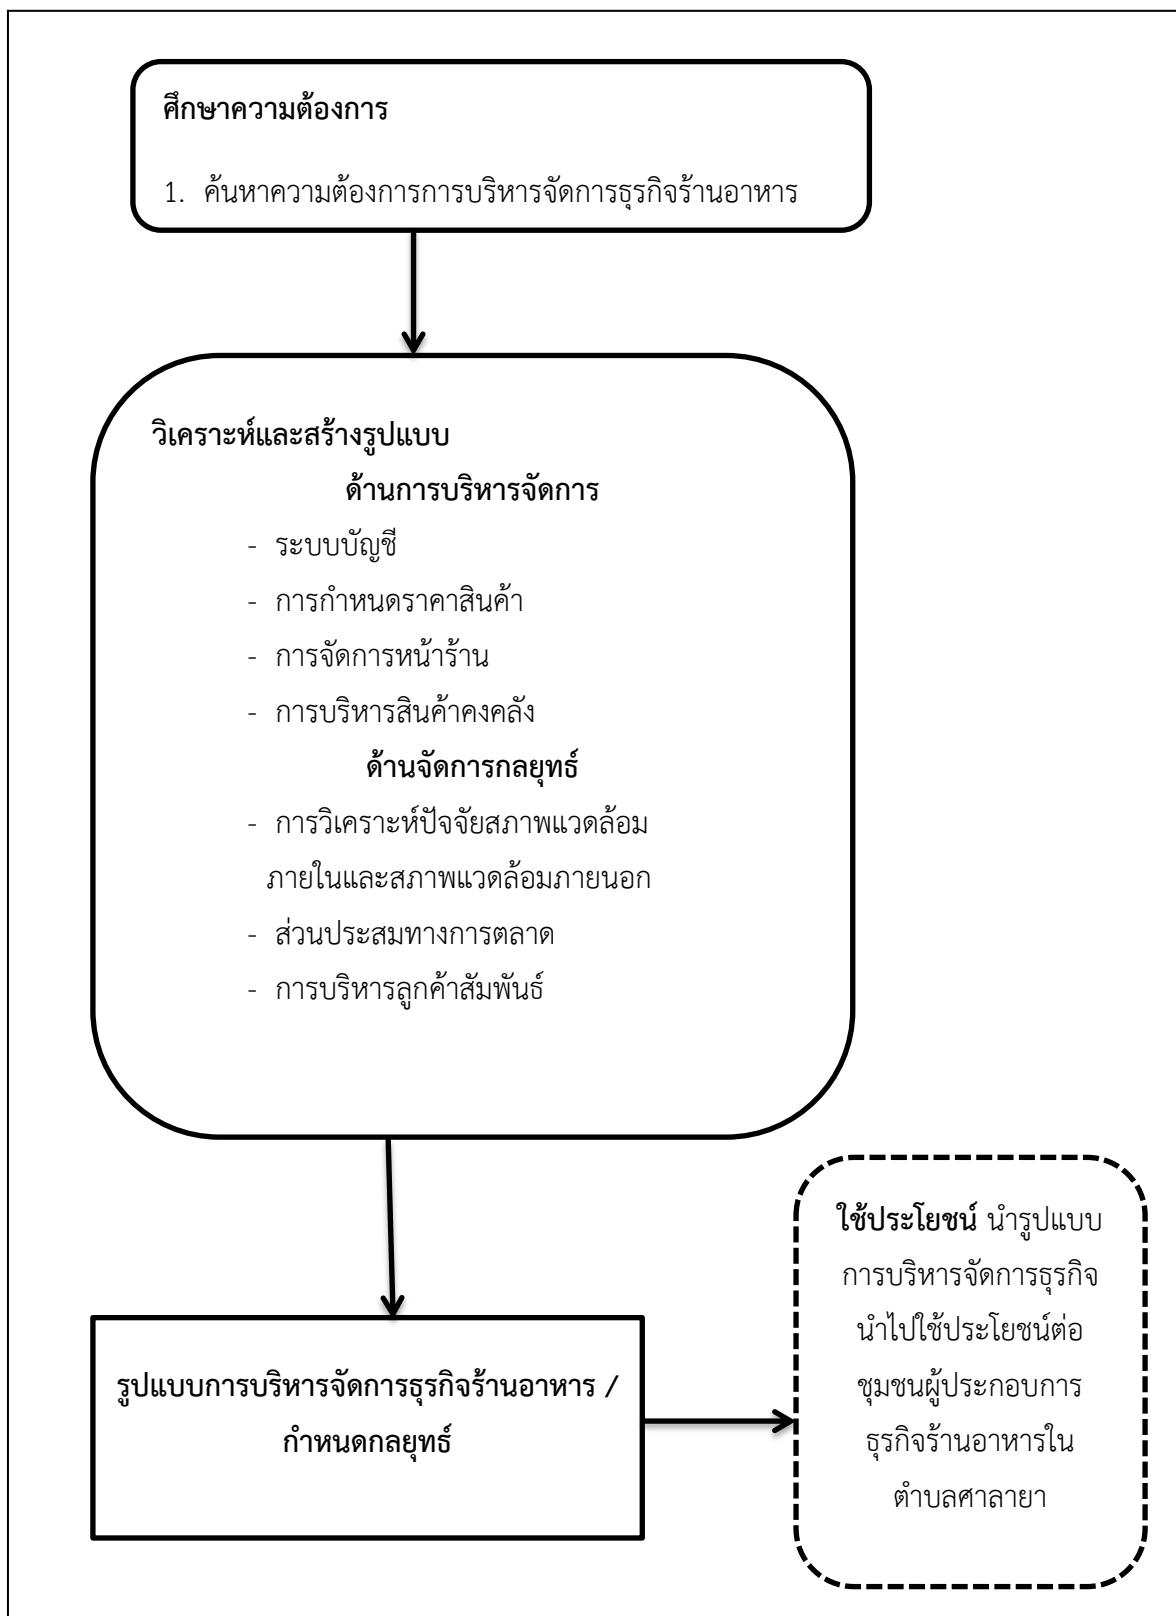 ศึกษาความต้องการ
1. ค้นหาความต้องการการบริหารจัดการธุรกิจร้านอาหาร
วิเคราะห์และสร้างรูปแบบ
ด้านการบริหารจัดการ
- ระบบบัญชี
- การกำหนดราคาสินค้า
- การจัดการหน้าร้าน
- การบริหารสินค้าคงคลัง
ด้านจัดการกลยุทธ์
- การวิเคราะห์ปัจจัยสภาพแวดล้อม
ภายในและสภาพแวดล้อมภายนอก
- ส่วนประสมทางการตลาด
- การบริหารลูกค้าสัมพันธ์
รูปแบบการบริหารจัดการธุรกิจร้านอาหาร /
กำหนดกลยุทธ์
ใช้ประโยชน์ นำรูปแบบ
การบริหารจัดการธุรกิจ
นำไปใช้ประโยชน์ต่อ
ชุมชนผู้ประกอบการ
ธุรกิจร้านอาหารใน
ตำบลศาลายา